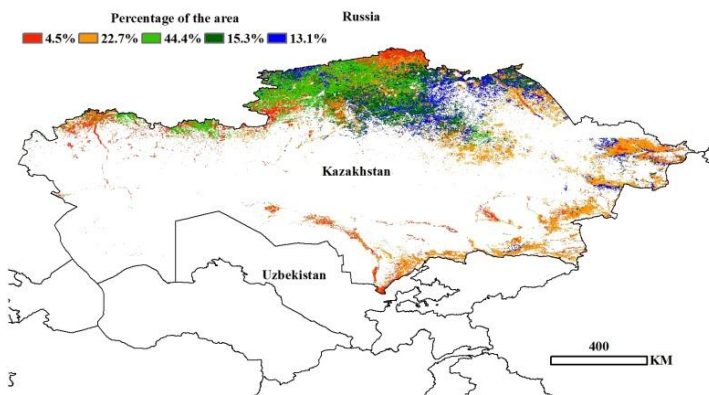 Percentage of the area
Russia
4.5% 22.7% 44.4% 15.3% 13.1%
Kazakhstan
Uzbekistan
400
KM